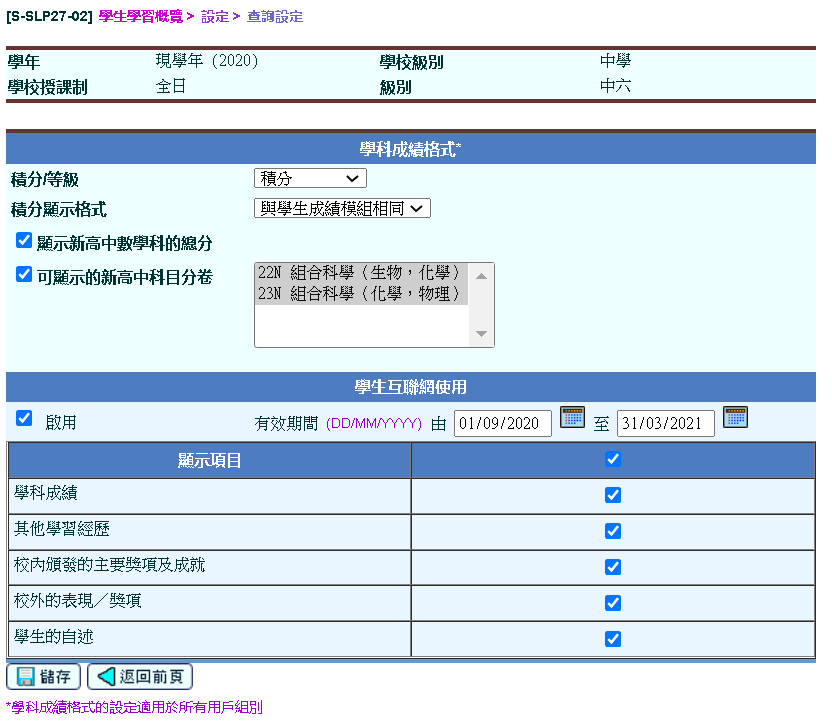 [S-SLP27-02] 學生學習概覽 > 設定 > 查詢設定
學年 現學年 (2020) 學校級別 中學
學校授課制 全日 級別 中六
學科成績格式*
積分/等級 積分
積分顯示格式 與學生成績模組相同
顯示新高中數學科的總分
可顯示的新高中科目分卷 22N 組合科學（生物，化學）
23N 組合科學（化學，物理）
學生互聯網使用
啟用 有效期間 (DD/MM/YYYY) 由 01/09/2020 至 31/03/2021
顯示項目
學科成績
其他學習經歷
校內頒發的主要獎項及成就
校外的表現／獎項
學生的自述
儲存 返回前頁
*學科成績格式的設定適用於所有用戶組別